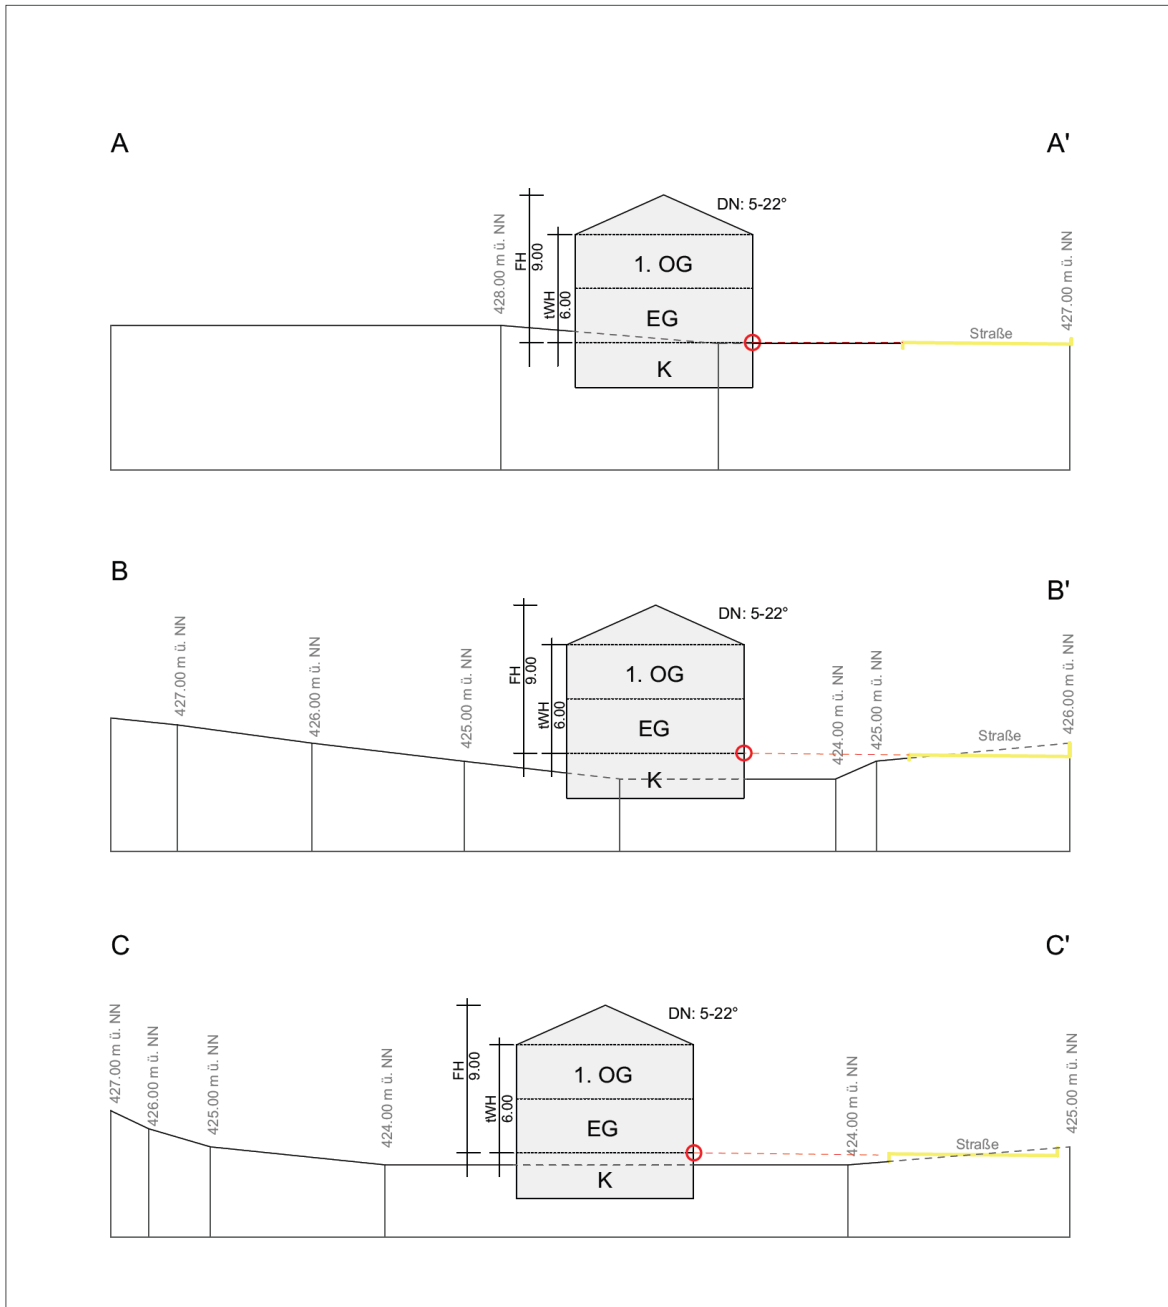 A
A'
DN: 5-22°
428.00 m ü. NN
FH
9.00
tWH
6.00
1. OG
EG
K
Straße
427.00 m ü. NN
B
B'
DN: 5-22°
427.00 m ü. NN
426.00 m ü. NN
425.00 m ü. NN
FH
9.00
tWH
6.00
1. OG
EG
K
424.00 m ü. NN
425.00 m ü. NN
Straße
426.00 m ü. NN
C
C'
DN: 5-22°
427.00 m ü. NN
426.00 m ü. NN
425.00 m ü. NN
424.00 m ü. NN
FH
9.00
tWH
6.00
1. OG
EG
K
424.00 m ü. NN
Straße
425.00 m ü. NN